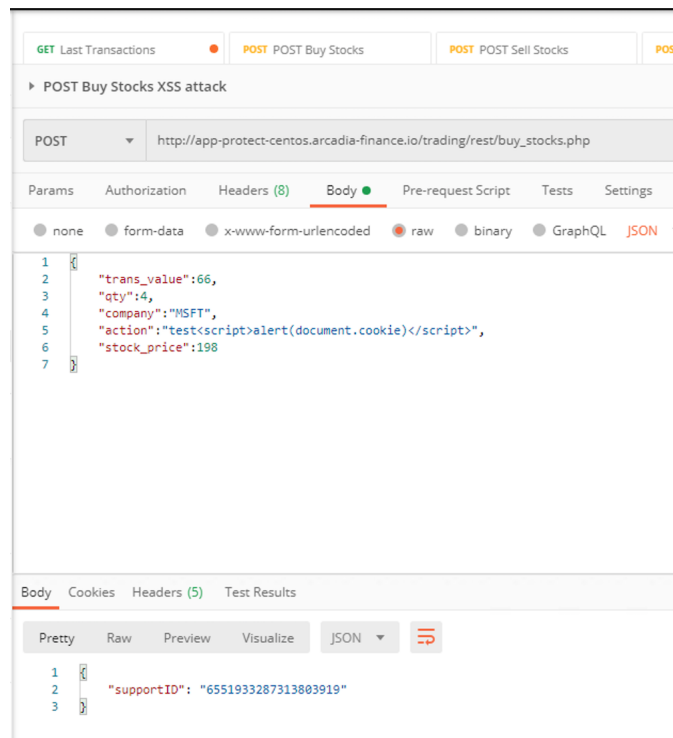 GET Last Transactions POST POST Buy Stocks POST POST Sell Stocks POS
POST Buy Stocks XSS attack
POST http://app-protect-centos.arcadia-finance.io/trading/rest/buy_stocks.php
Params Authorization Headers (8) Body Pre-request Script Tests Settings
none form-data x-www-form-urlencoded raw binary GraphQL JSON
1 {
2 "trans_value":66,
3 "qty":4,
4 "company":"MSFT",
5 "action":"test<script>alert(document.cookie)</script>",
6 "stock_price":198
7 }
Body Cookies Headers (5) Test Results
Pretty Raw Preview Visualize JSON
1 {
2 "supportID": "6551933287313803919"
3 }